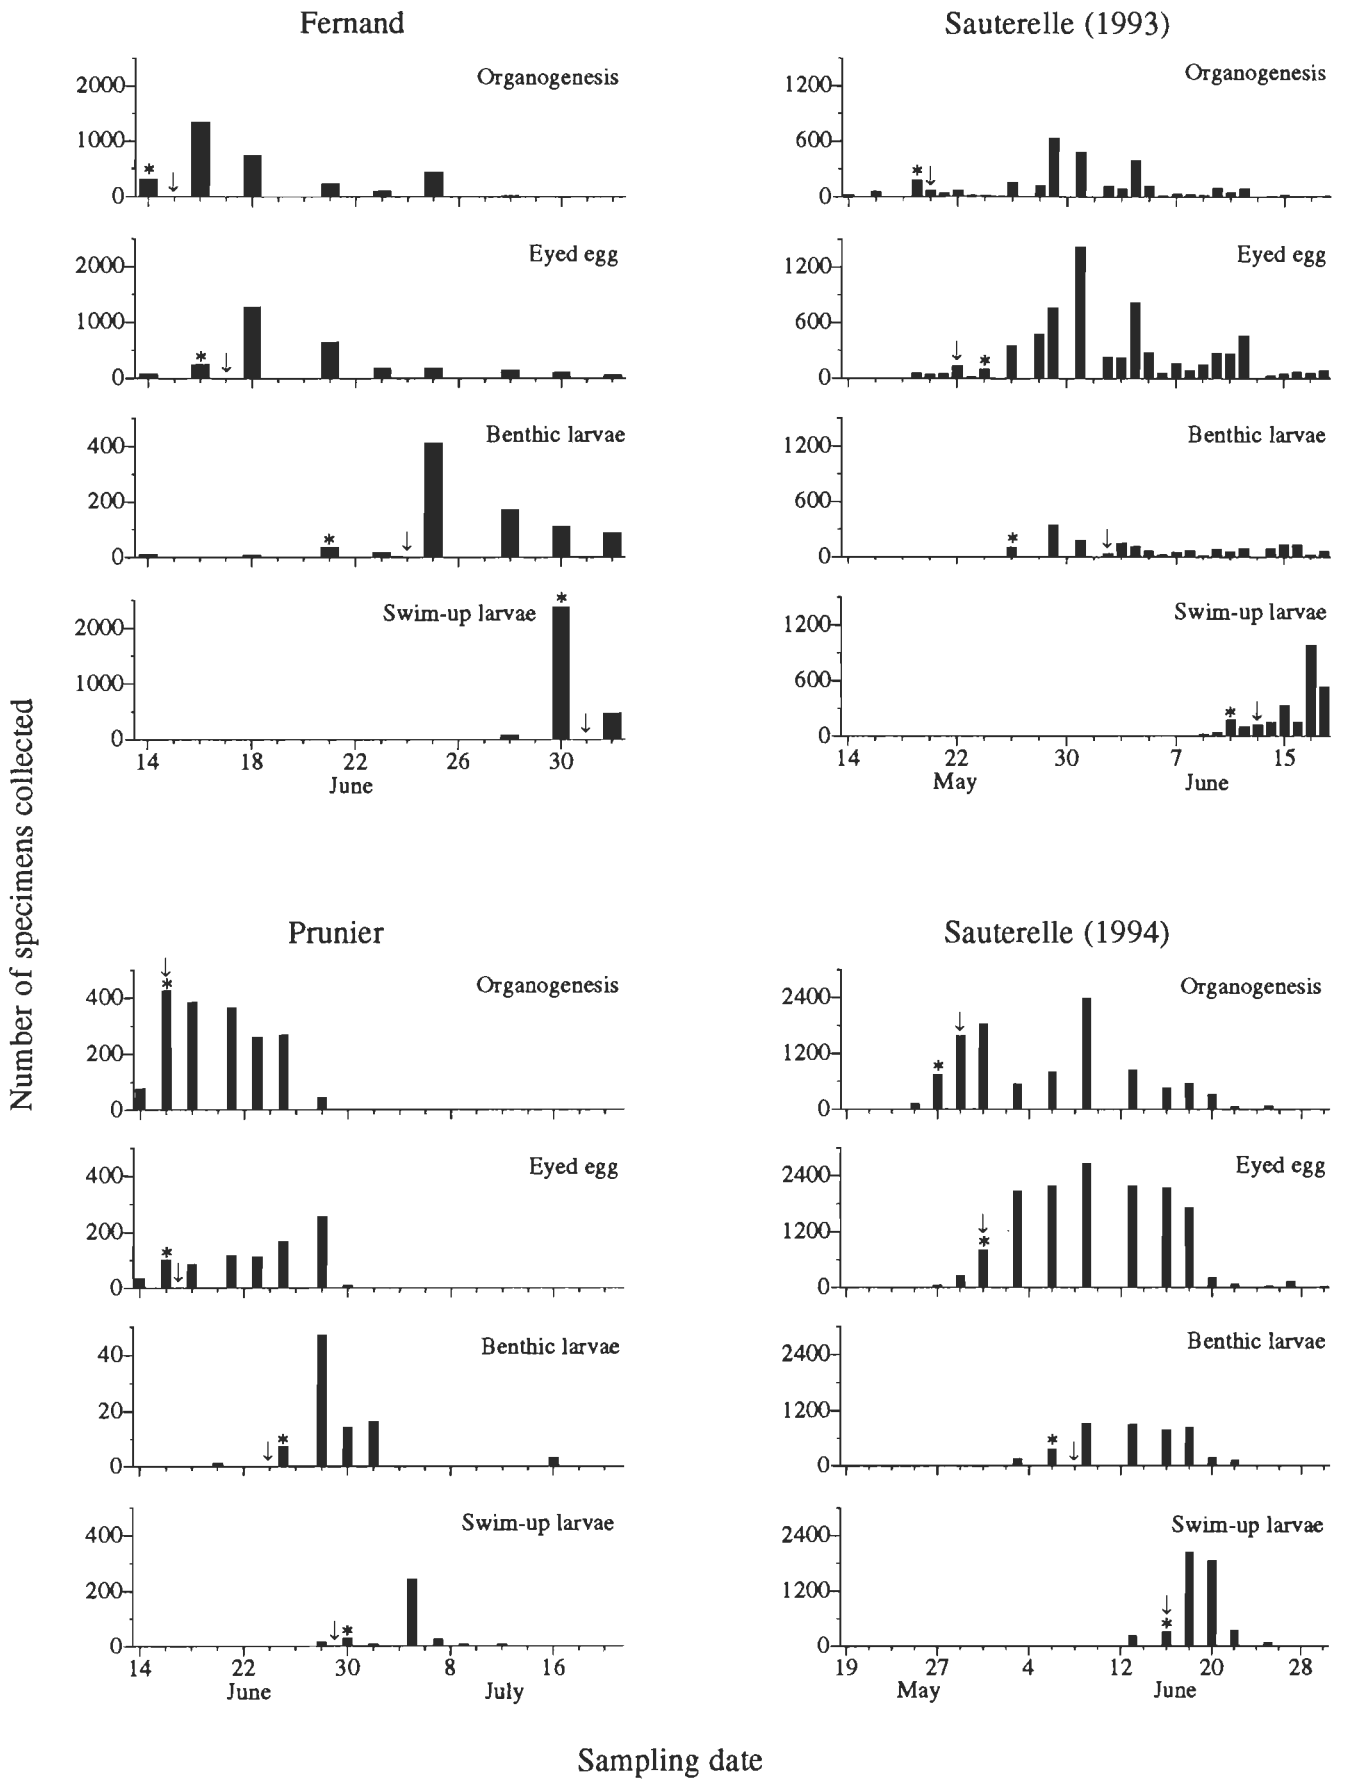 Fernand
Organogenesis
2000
1000
0
* ↓
Eyed egg
2000
1000
0
* ↓
Benthic larvae
400
200
0
* ↓
Swim-up larvae
2000
1000
0
* ↓
14 18 22 26 30
June
Sauterelle (1993)
Organogenesis
1200
600
0
* ↓
Eyed egg
1200
600
0
↓ *
Benthic larvae
1200
600
0
* ↓
Swim-up larvae
1200
600
0
* ↓
14 22 30 7 15
May June
Number of specimens collected
Prunier
Organogenesis
400
200
0
↓
*
Eyed egg
400
200
0
* ↓
Benthic larvae
40
20
0
↓ *
Swim-up larvae
400
200
0
↓ *
14 22 30 8 16
June July
Sauterelle (1994)
Organogenesis
2400
1200
0
* ↓
Eyed egg
2400
1200
0
↓
*
Benthic larvae
2400
1200
0
* ↓
Swim-up larvae
2400
1200
0
↓
*
19 27 4 12 20 28
May June
Sampling date